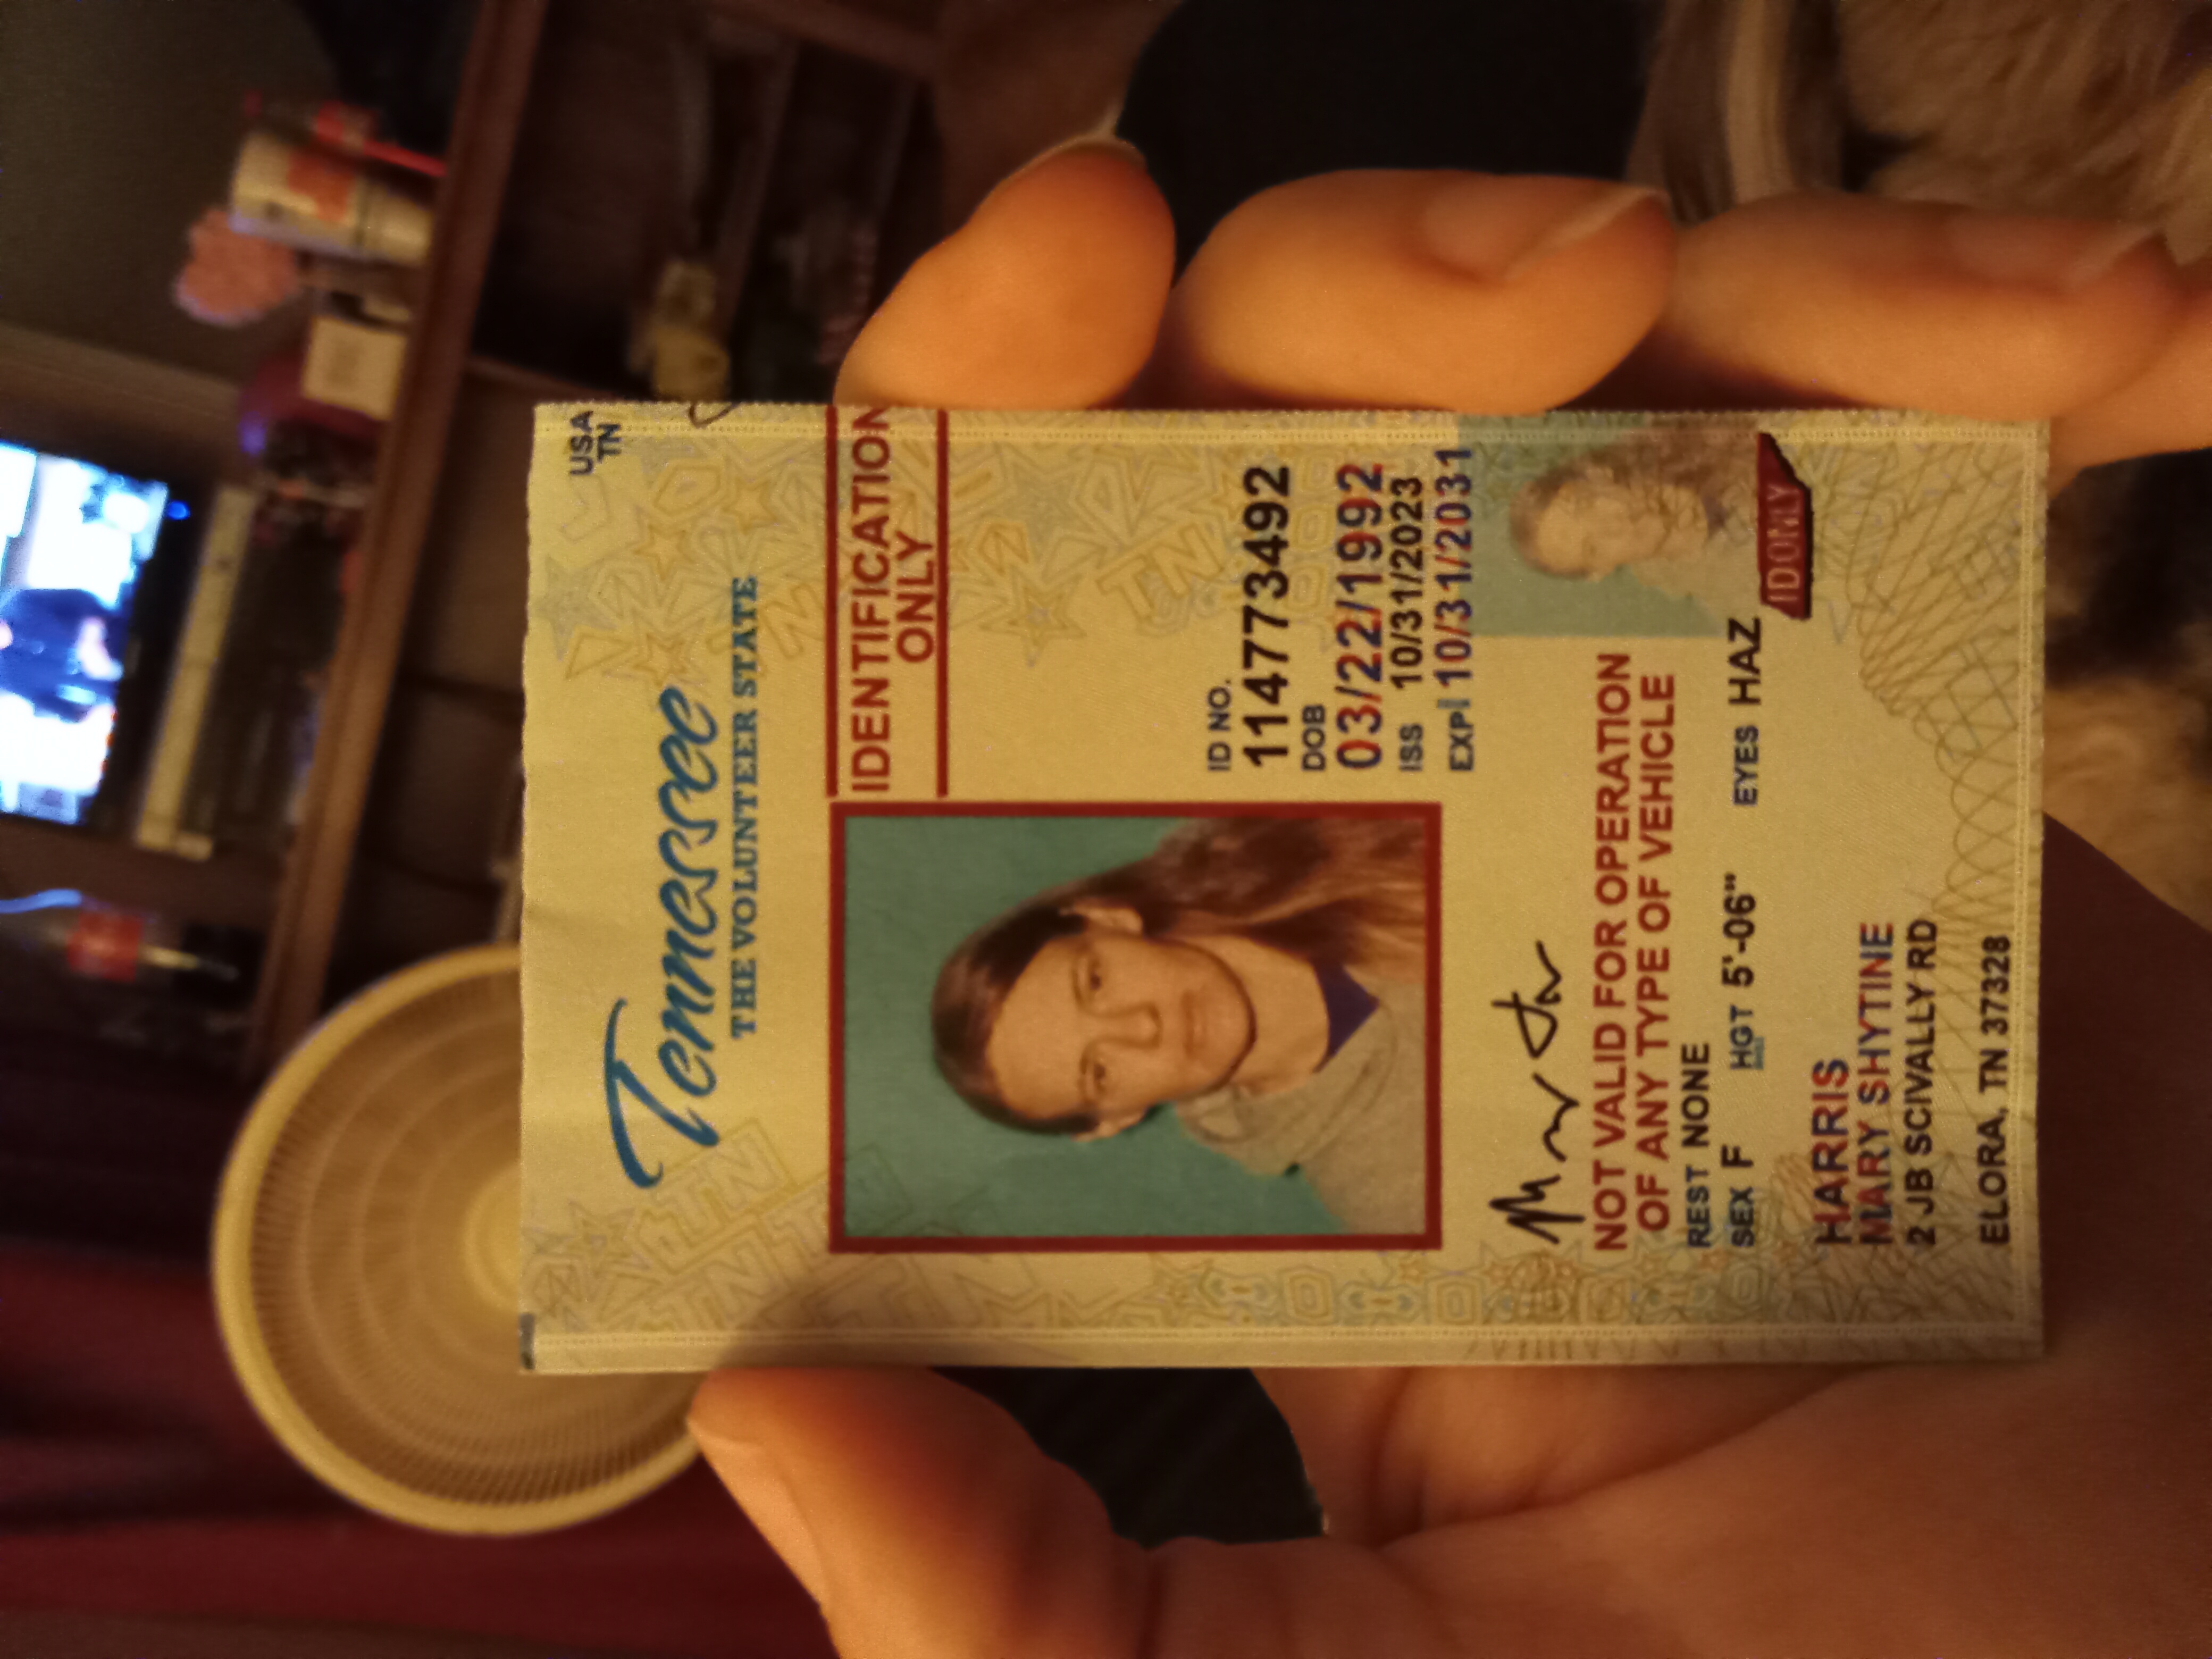 USA
TN
Tennessee
THE VOLUNTEER STATE
IDENTIFICATION
ONLY
ID NO.
114773492
DOB
03/22/1992
ISS 10/31/2023
EXP 10/31/2031
NOT VALID FOR OPERATION
OF ANY TYPE OF VEHICLE
REST NONE
SEX F HGT 5'-06" EYES HAZ
ID ONLY
HARRIS
MARY SHYTINE
2 JB SCIVALLY RD
ELORA, TN 37328